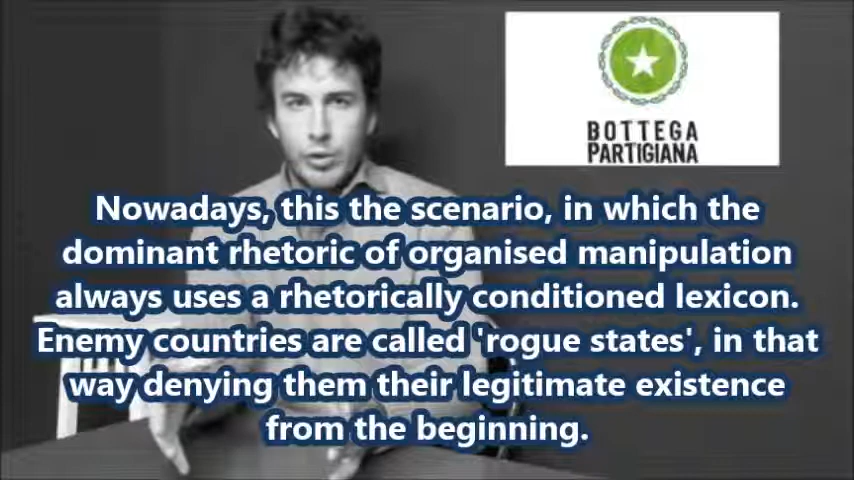 BOTTEGA
PARTIGIANA
Nowadays, this the scenario, in which the
dominant rhetoric of organised manipulation
always uses a rhetorically conditioned lexicon.
Enemy countries are called 'rogue states', in that
way denying them their legitimate existence
from the beginning.